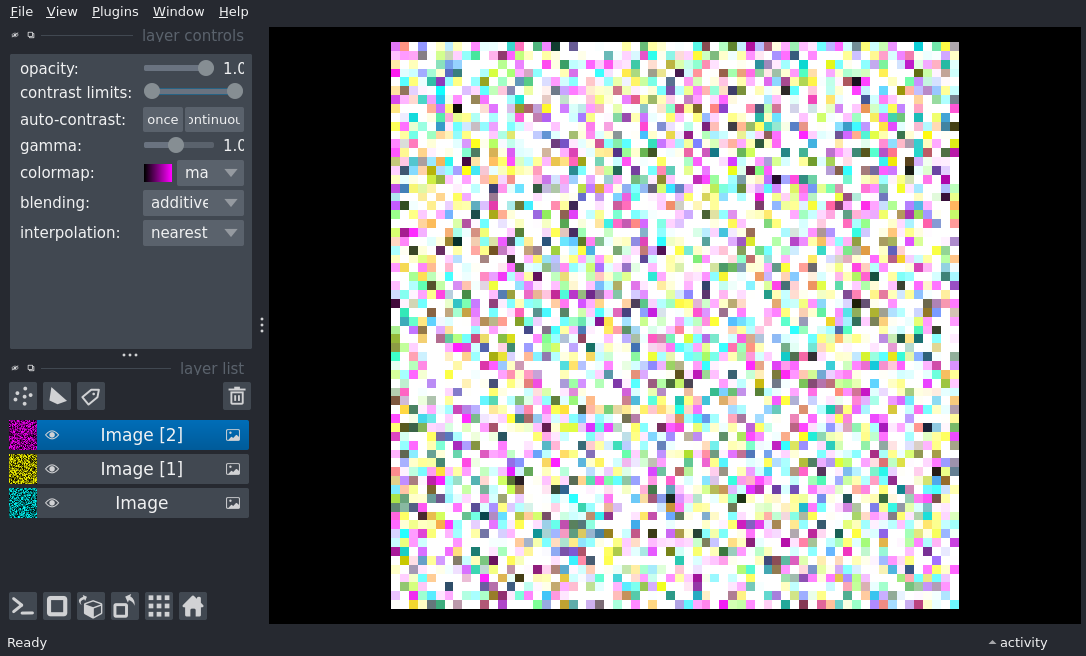 File View Plugins Window Help
layer controls
opacity: 1.0
contrast limits:
auto-contrast: once ontinuou
gamma: 1.0
colormap: ma
blending: additive
interpolation: nearest
layer list
Image [2]
Image [1]
Image
Ready
activity